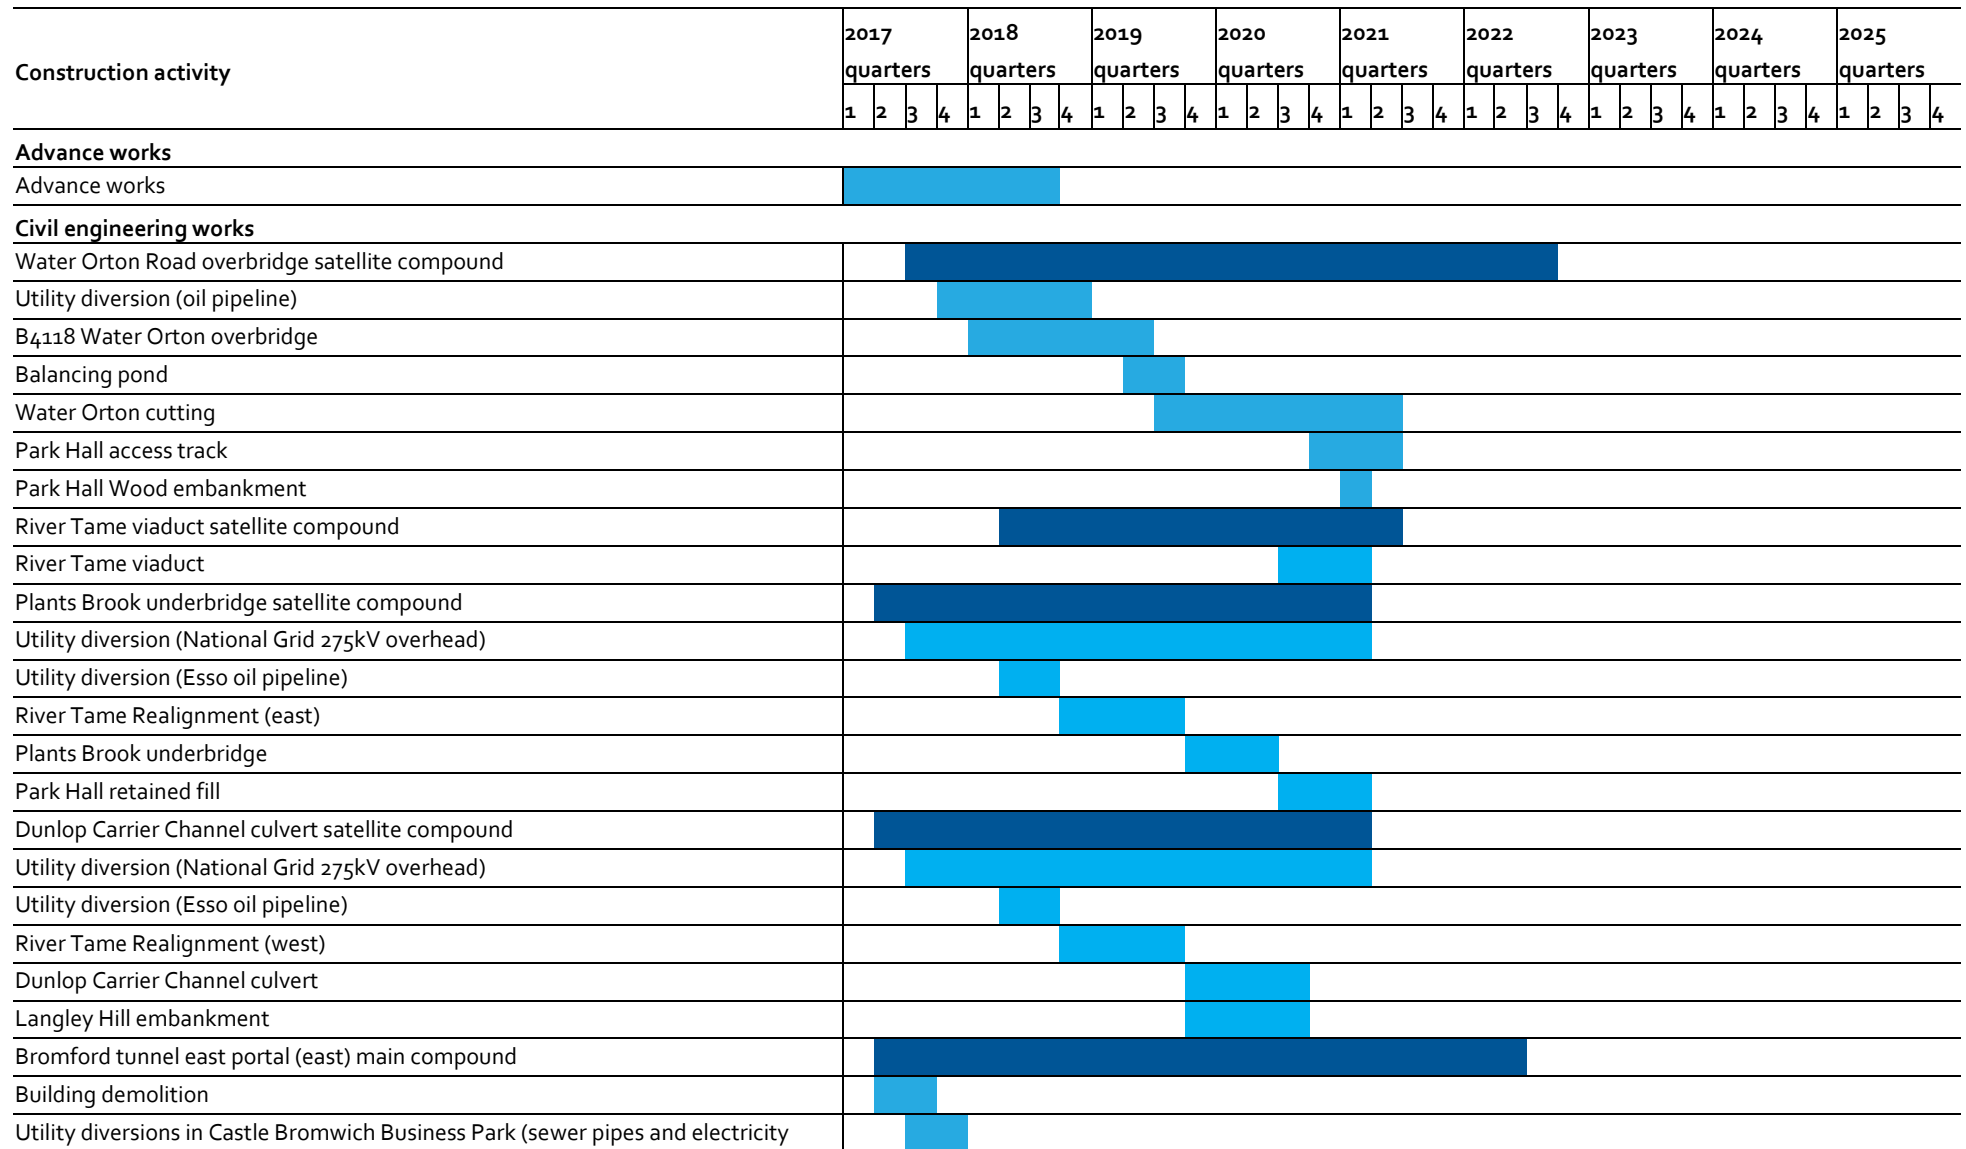 2017 2018 2019 2020 2021 2022 2023 2024 2025
Construction activity quarters quarters quarters quarters quarters quarters quarters quarters quarters
1 2 3 4 1 2 3 4 1 2 3 4 1 2 3 4 1 2 3 4 1 2 3 4 1 2 3 4 1 2 3 4 1 2 3 4
Advance works
Advance works
Civil engineering works
Water Orton Road overbridge satellite compound
Utility diversion (oil pipeline)
B4118 Water Orton overbridge
Balancing pond
Water Orton cutting
Park Hall access track
Park Hall Wood embankment
River Tame viaduct satellite compound
River Tame viaduct
Plants Brook underbridge satellite compound
Utility diversion (National Grid 275kV overhead)
Utility diversion (Esso oil pipeline)
River Tame Realignment (east)
Plants Brook underbridge
Park Hall retained fill
Dunlop Carrier Channel culvert satellite compound
Utility diversion (National Grid 275kV overhead)
Utility diversion (Esso oil pipeline)
River Tame Realignment (west)
Dunlop Carrier Channel culvert
Langley Hill embankment
Bromford tunnel east portal (east) main compound
Building demolition
Utility diversions in Castle Bromwich Business Park (sewer pipes and electricity